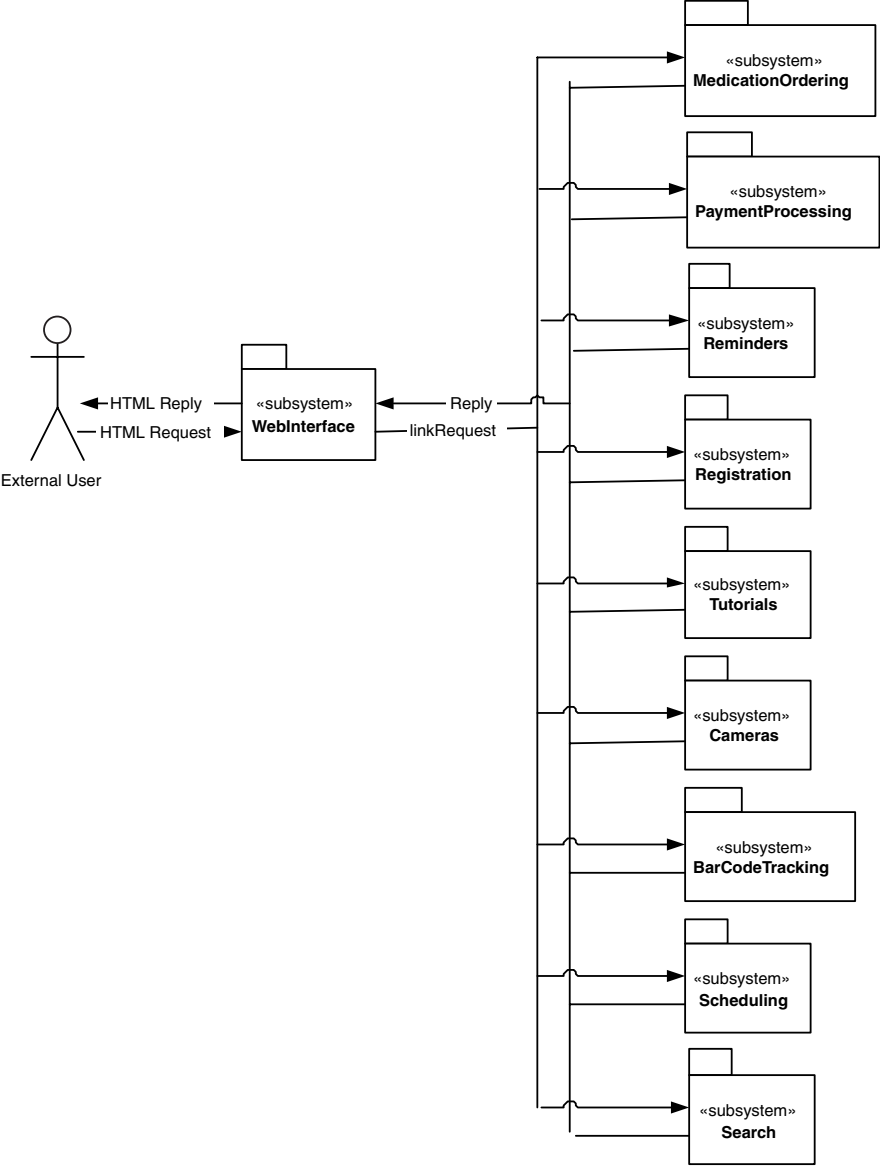 «subsystem»
MedicationOrdering
«subsystem»
PaymentProcessing
«subsystem»
Reminders
HTML Reply
«subsystem»
Reply
HTML Request
WebInterface
linkRequest
External User
«subsystem»
Registration
«subsystem»
Tutorials
«subsystem»
Cameras
«subsystem»
BarCodeTracking
«subsystem»
Scheduling
«subsystem»
Search